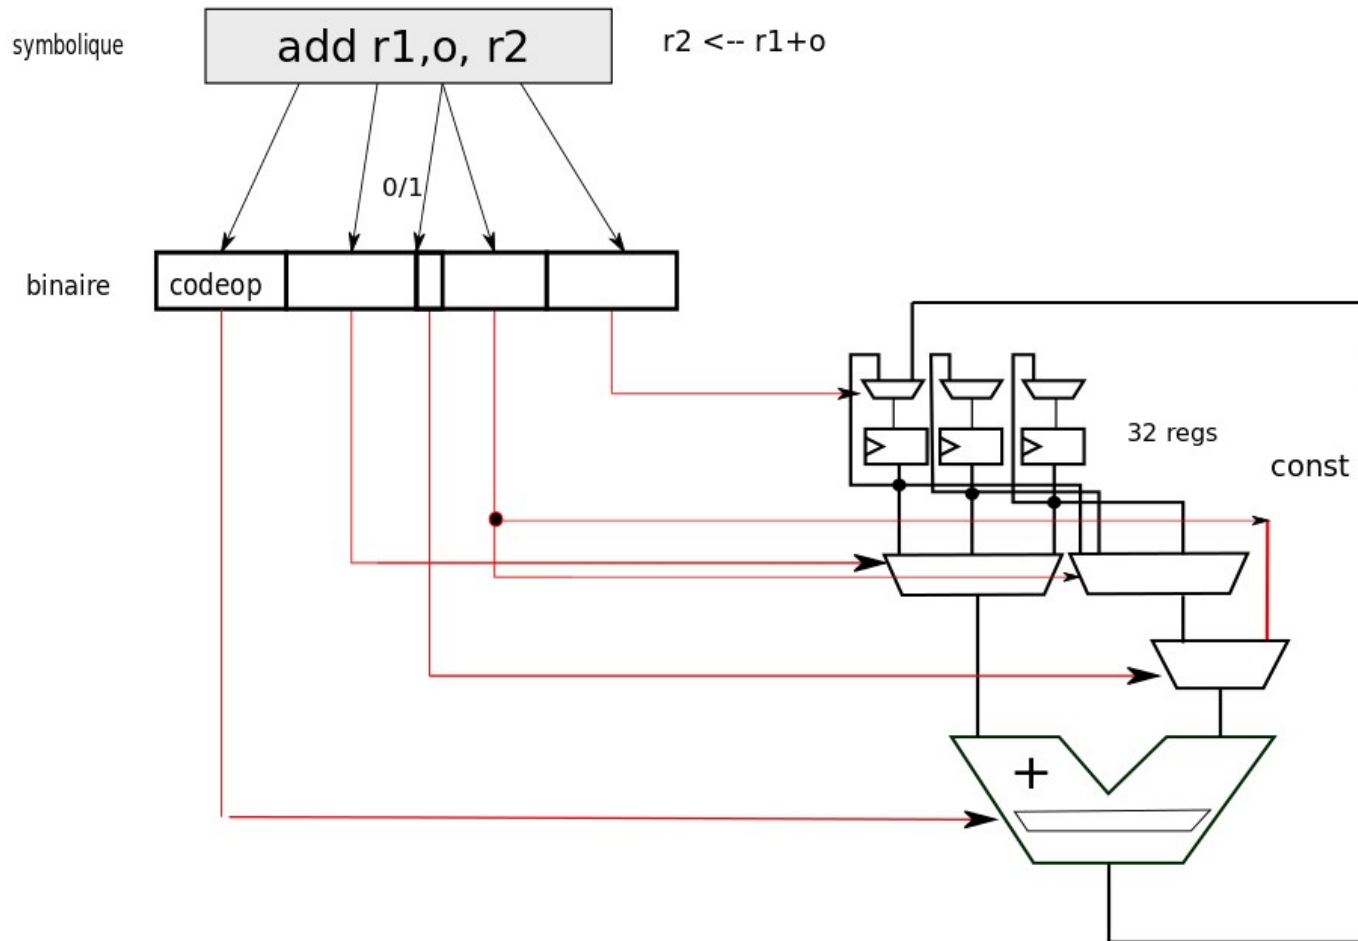 symbolique
add r1,o, r2
r2 <-- r1+o
0/1
binaire
codeop
32 regs
const
+